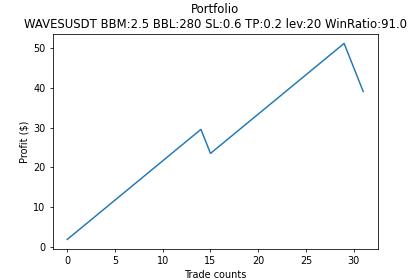 Portfolio
WAVESUSDT BBM:2.5 BBL:280 SL:0.6 TP:0.2 lev:20 WinRatio:91.0
50
40
30
20
10
0
Profit ($)
0 5 10 15 20 25 30
Trade counts